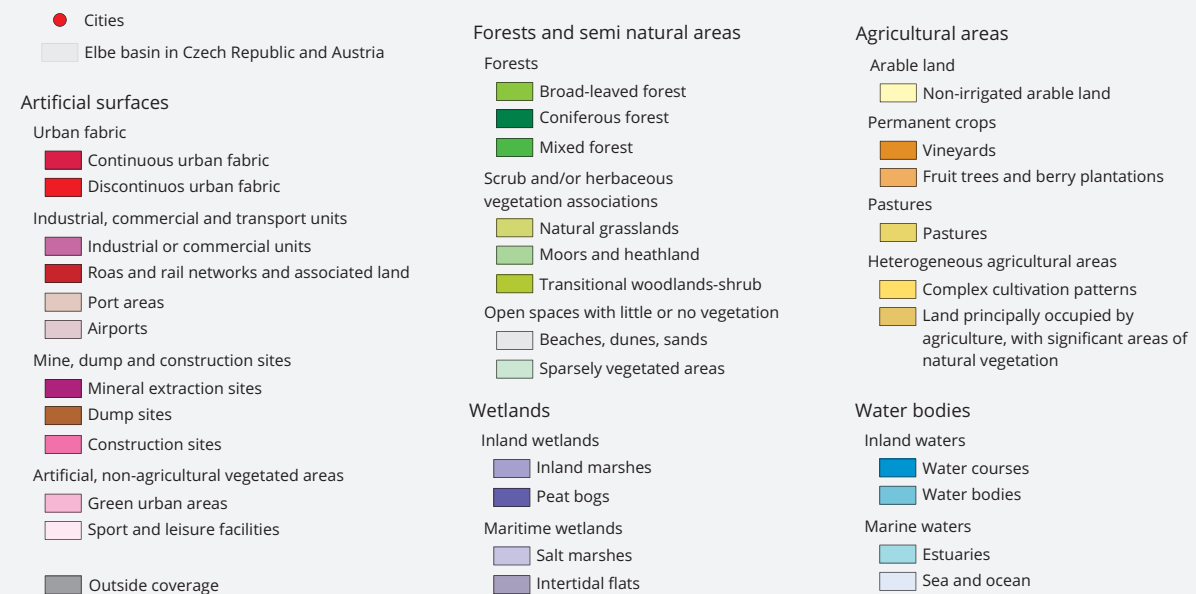 Cities
Elbe basin in Czech Republic and Austria
Artificial surfaces
Urban fabric
Continuous urban fabric
Discontinuos urban fabric
Industrial, commercial and transport units
Industrial or commercial units
Roas and rail networks and associated land
Port areas
Airports
Mine, dump and construction sites
Mineral extraction sites
Dump sites
Construction sites
Artificial, non-agricultural vegetated areas
Green urban areas
Sport and leisure facilities
Outside coverage
Forests and semi natural areas
Forests
Broad-leaved forest
Coniferous forest
Mixed forest
Scrub and/or herbaceous
vegetation associations
Natural grasslands
Moors and heathland
Transitional woodlands-shrub
Open spaces with little or no vegetation
Beaches, dunes, sands
Sparsely vegetated areas
Wetlands
Inland wetlands
Inland marshes
Peat bogs
Maritime wetlands
Salt marshes
Intertidal flats
Agricultural areas
Arable land
Non-irrigated arable land
Permanent crops
Vineyards
Fruit trees and berry plantations
Pastures
Pastures
Heterogeneous agricultural areas
Complex cultivation patterns
Land principally occupied by
agriculture, with significant areas of
natural vegetation
Water bodies
Inland waters
Water courses
Water bodies
Marine waters
Estuaries
Sea and ocean